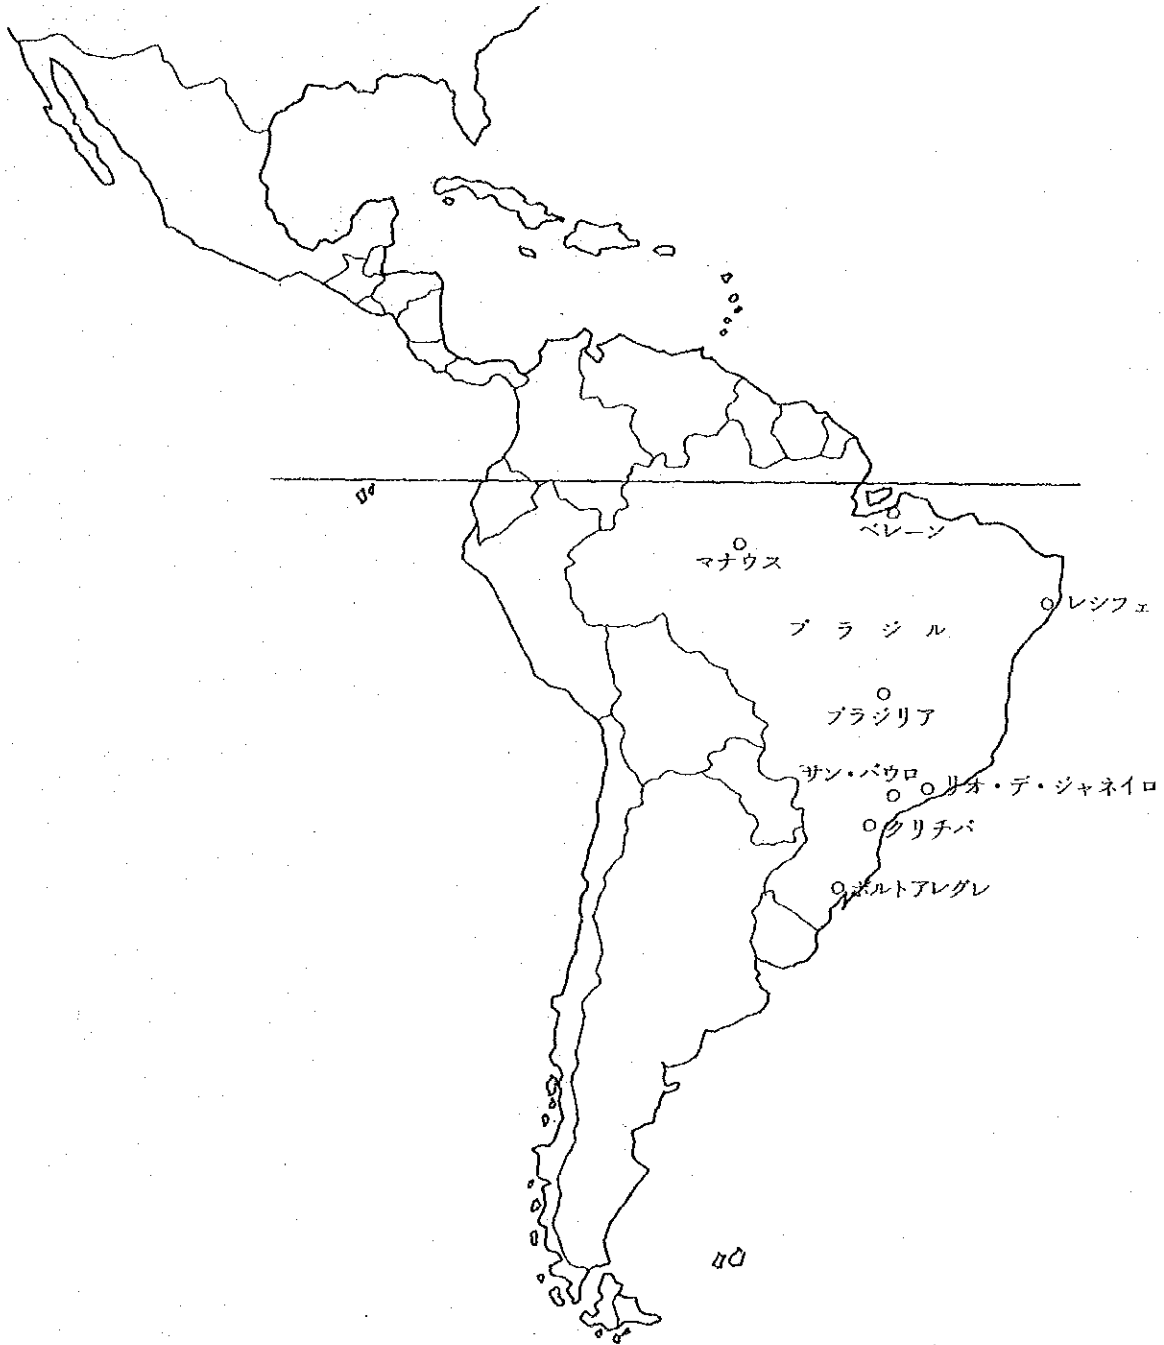 ベレーン
マナウス
レシフェ
ブラジル
ブラジリア
サン・パウロ
リオ・デ・ジャネイロ
クリチバ
ポルトアレグレ